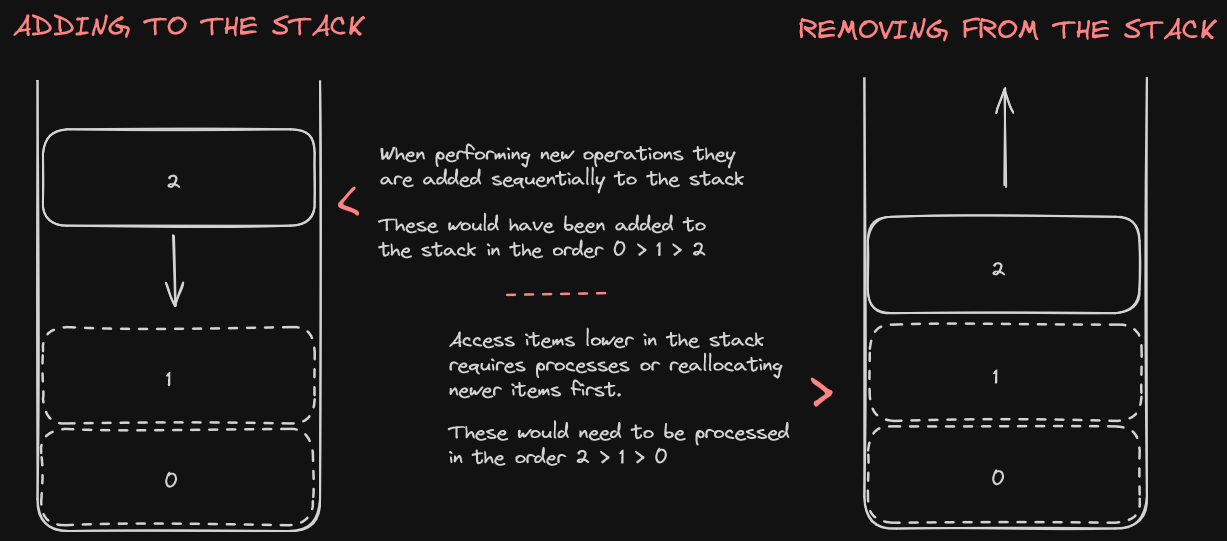 ADDING TO THE STACK
REMOVING FROM THE STACK
2
1
0
When performing new operations they
are added sequentially to the stack
These would have been added to
the stack in the order 0 > 1 > 2
Access items lower in the stack
requires processes or reallocating
newer items first.
These would need to be processed
in the order 2 > 1 > 0
2
1
0